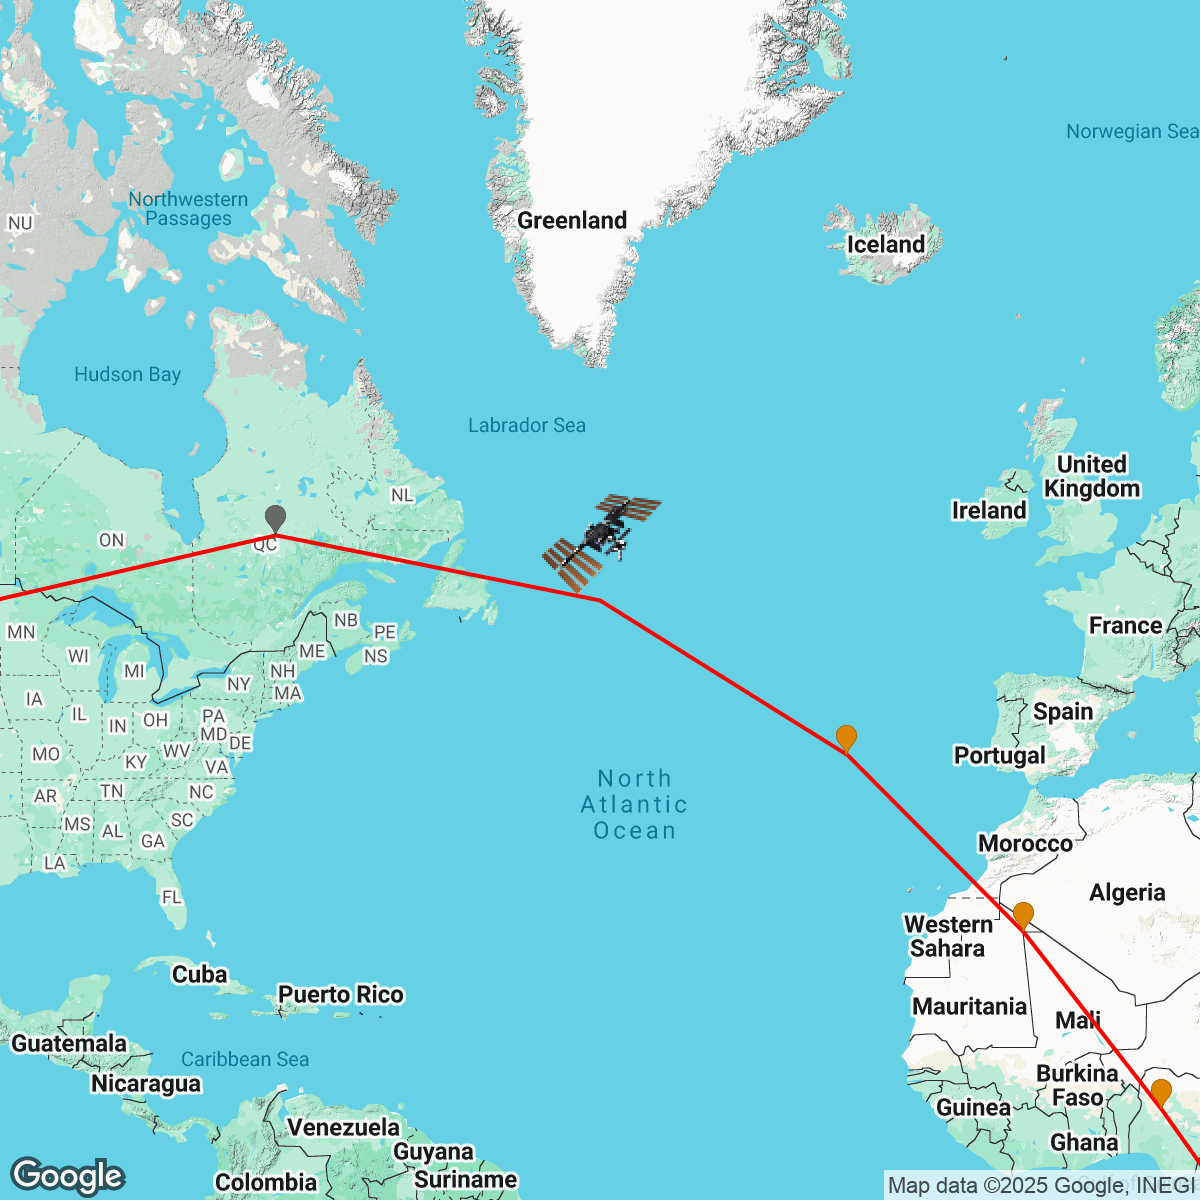 Norwegian Sea
Northwestern
Passages
NU
Greenland
Iceland
Hudson Bay
Labrador Sea
United
Kingdom
NL
Ireland
ON
QC
France
NB
PE
MN
ME
NS
WI
MI
NH
NY
MA
IA
IL
IN
OH
PA
MD
DE
Spain
MO
WV
KY
VA
Portugal
North
Atlantic
Ocean
AR
TN
NC
MS
AL
SC
GA
LA
Morocco
FL
Algeria
Western
Sahara
Cuba
Puerto Rico
Mauritania
Mali
Guatemala
Caribbean Sea
Nicaragua
Burkina
Faso
Guinea
Venezuela
Ghana
Guyana
Suriname
Colombia
Google
Map data ©2025 Google, INEGI